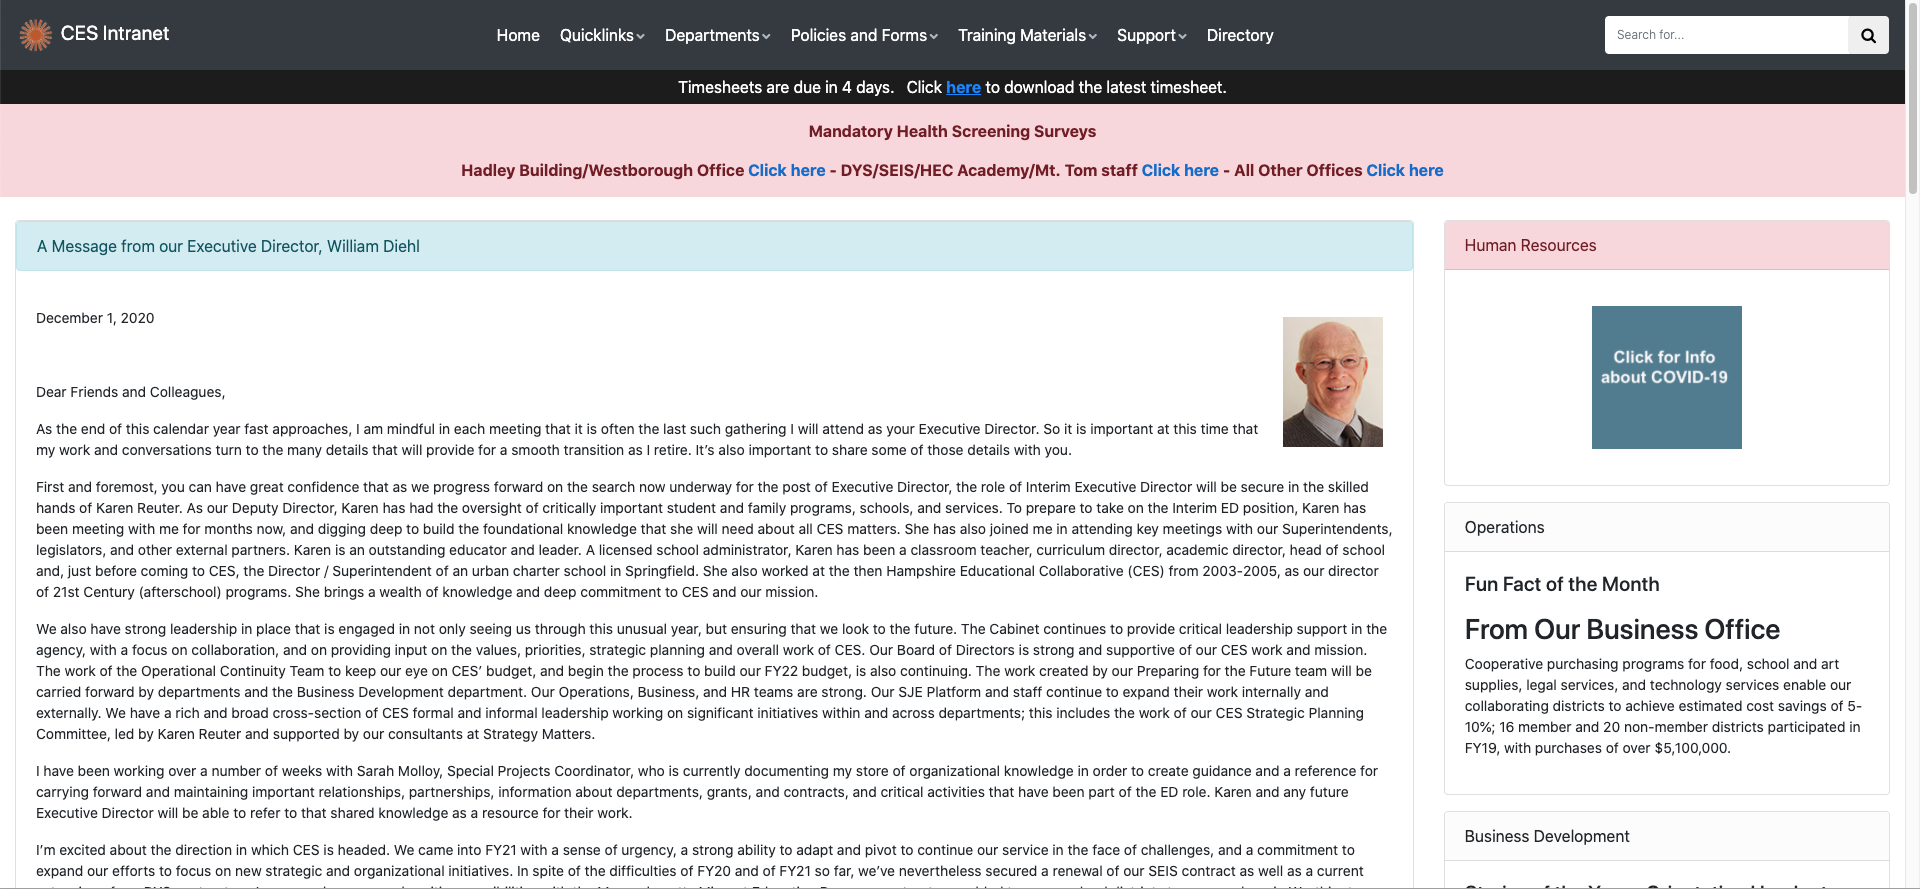 CES Intranet
Home Quicklinks Departments Policies and Forms Training Materials Support Directory
Search for...
Timesheets are due in 4 days. Click here to download the latest timesheet.
Mandatory Health Screening Surveys
Hadley Building/Westborough Office Click here - DYS/SEIS/HEC Academy/Mt. Tom staff Click here - All Other Offices Click here
A Message from our Executive Director, William Diehl
December 1, 2020
Dear Friends and Colleagues,
As the end of this calendar year fast approaches, I am mindful in each meeting that it is often the last such gathering I will attend as your Executive Director. So it is important at this time that
my work and conversations turn to the many details that will provide for a smooth transition as I retire. It’s also important to share some of those details with you.
First and foremost, you can have great confidence that as we progress forward on the search now underway for the post of Executive Director, the role of Interim Executive Director will be secure in the skilled
hands of Karen Reuter. As our Deputy Director, Karen has had the oversight of critically important student and family programs, schools, and services. To prepare to take on the Interim ED position, Karen has
been meeting with me for months now, and digging deep to build the foundational knowledge that she will need about all CES matters. She has also joined me in attending key meetings with our Superintendents,
legislators, and other external partners. Karen is an outstanding educator and leader. A licensed school administrator, Karen has been a classroom teacher, curriculum director, academic director, head of school
and, just before coming to CES, the Director / Superintendent of an urban charter school in Springfield. She also worked at the then Hampshire Educational Collaborative (CES) from 2003-2005, as our director
of 21st Century (afterschool) programs. She brings a wealth of knowledge and deep commitment to CES and our mission.
We also have strong leadership in place that is engaged in not only seeing us through this unusual year, but ensuring that we look to the future. The Cabinet continues to provide critical leadership support in the
agency, with a focus on collaboration, and on providing input on the values, priorities, strategic planning and overall work of CES. Our Board of Directors is strong and supportive of our CES work and mission.
The work of the Operational Continuity Team to keep our eye on CES’ budget, and begin the process to build our FY22 budget, is also continuing. The work created by our Preparing for the Future team will be
carried forward by departments and the Business Development department. Our Operations, Business, and HR teams are strong. Our SJE Platform and staff continue to expand their work internally and
externally. We have a rich and broad cross-section of CES formal and informal leadership working on significant initiatives within and across departments; this includes the work of our CES Strategic Planning
Committee, led by Karen Reuter and supported by our consultants at Strategy Matters.
I have been working over a number of weeks with Sarah Molloy, Special Projects Coordinator, who is currently documenting my store of organizational knowledge in order to create guidance and a reference for
carrying forward and maintaining important relationships, partnerships, information about departments, grants, and contracts, and critical activities that have been part of the ED role. Karen and any future
Executive Director will be able to refer to that shared knowledge as a resource for their work.
I’m excited about the direction in which CES is headed. We came into FY21 with a sense of urgency, a strong ability to adapt and pivot to continue our service in the face of challenges, and a commitment to
expand our efforts to focus on new strategic and organizational initiatives. In spite of the difficulties of FY20 and of FY21 so far, we’ve nevertheless secured a renewal of our SEIS contract as well as a current
Human Resources
Click for Info
about COVID-19
Operations
Fun Fact of the Month
From Our Business Office
Cooperative purchasing programs for food, school and art
supplies, legal services, and technology services enable our
collaborating districts to achieve estimated cost savings of 5-
10%; 16 member and 20 non-member districts participated in
FY19, with purchases of over $5,100,000.
Business Development